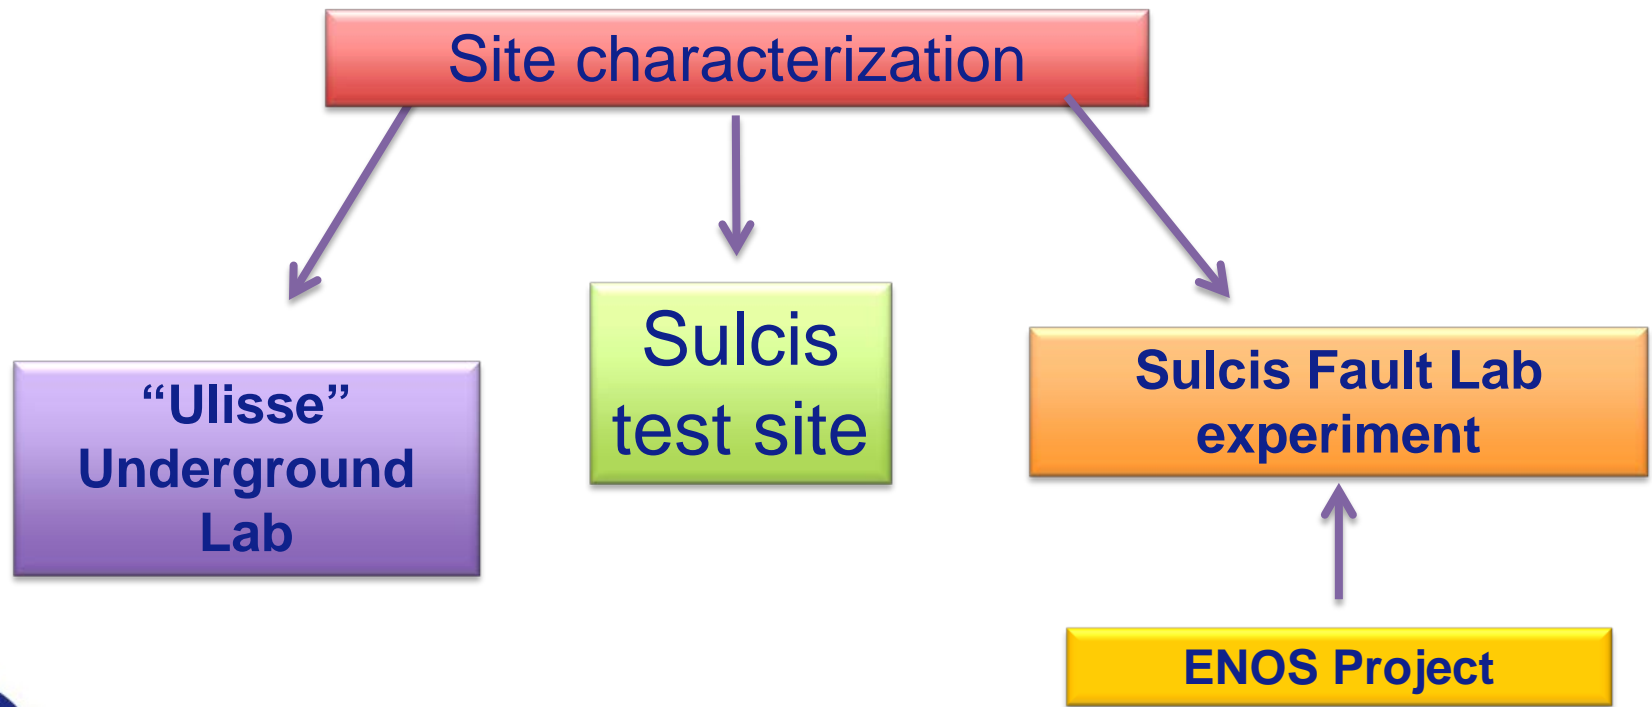 Site characterization
“Ulisse”
Underground
Lab
Sulcis
test site
Sulcis Fault Lab
experiment
ENOS Project